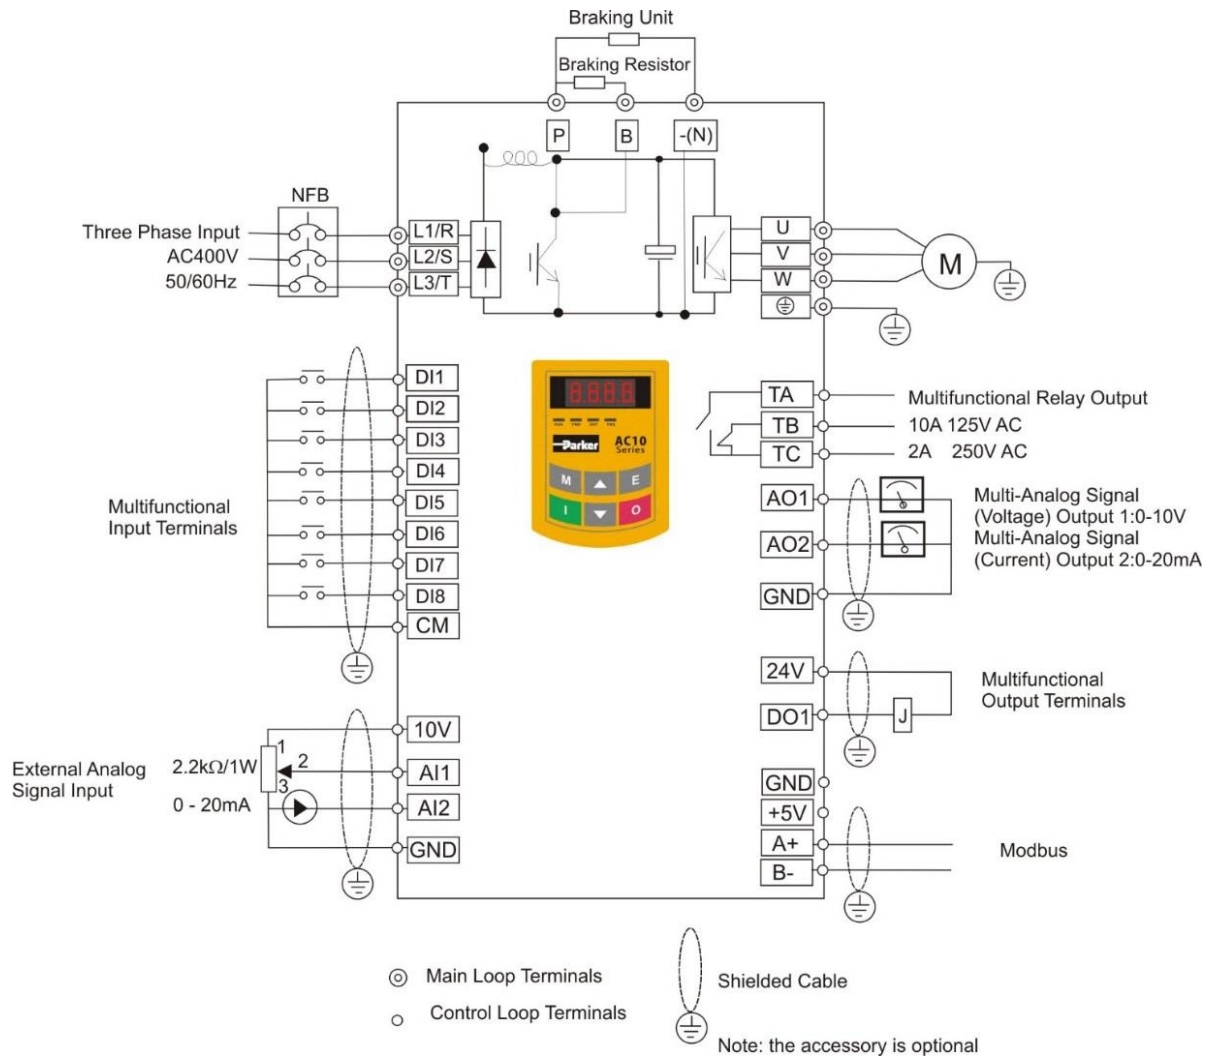 Braking Unit
Braking Resistor
P
B
-(N)
NFB
Three Phase Input
AC400V
50/60Hz
L1/R
L2/S
L3/T
U
V
W
M
DI1
DI2
DI3
DI4
DI5
DI6
DI7
DI8
CM
Multifunctional
Input Terminals
8.8.8.8.
Parker
AC10
Series
M
E
I
O
TA
TB
TC
Multifunctional Relay Output
10A 125V AC
2A 250V AC
AO1
AO2
GND
Multi-Analog Signal
(Voltage) Output 1:0-10V
Multi-Analog Signal
(Current) Output 2:0-20mA
24V
DO1
J
Multifunctional
Output Terminals
External Analog
Signal Input
2.2kΩ/1W
0 - 20mA
1
2
3
10V
AI1
AI2
GND
GND
+5V
A+
B-
Modbus
Main Loop Terminals
Control Loop Terminals
Shielded Cable
Note: the accessory is optional